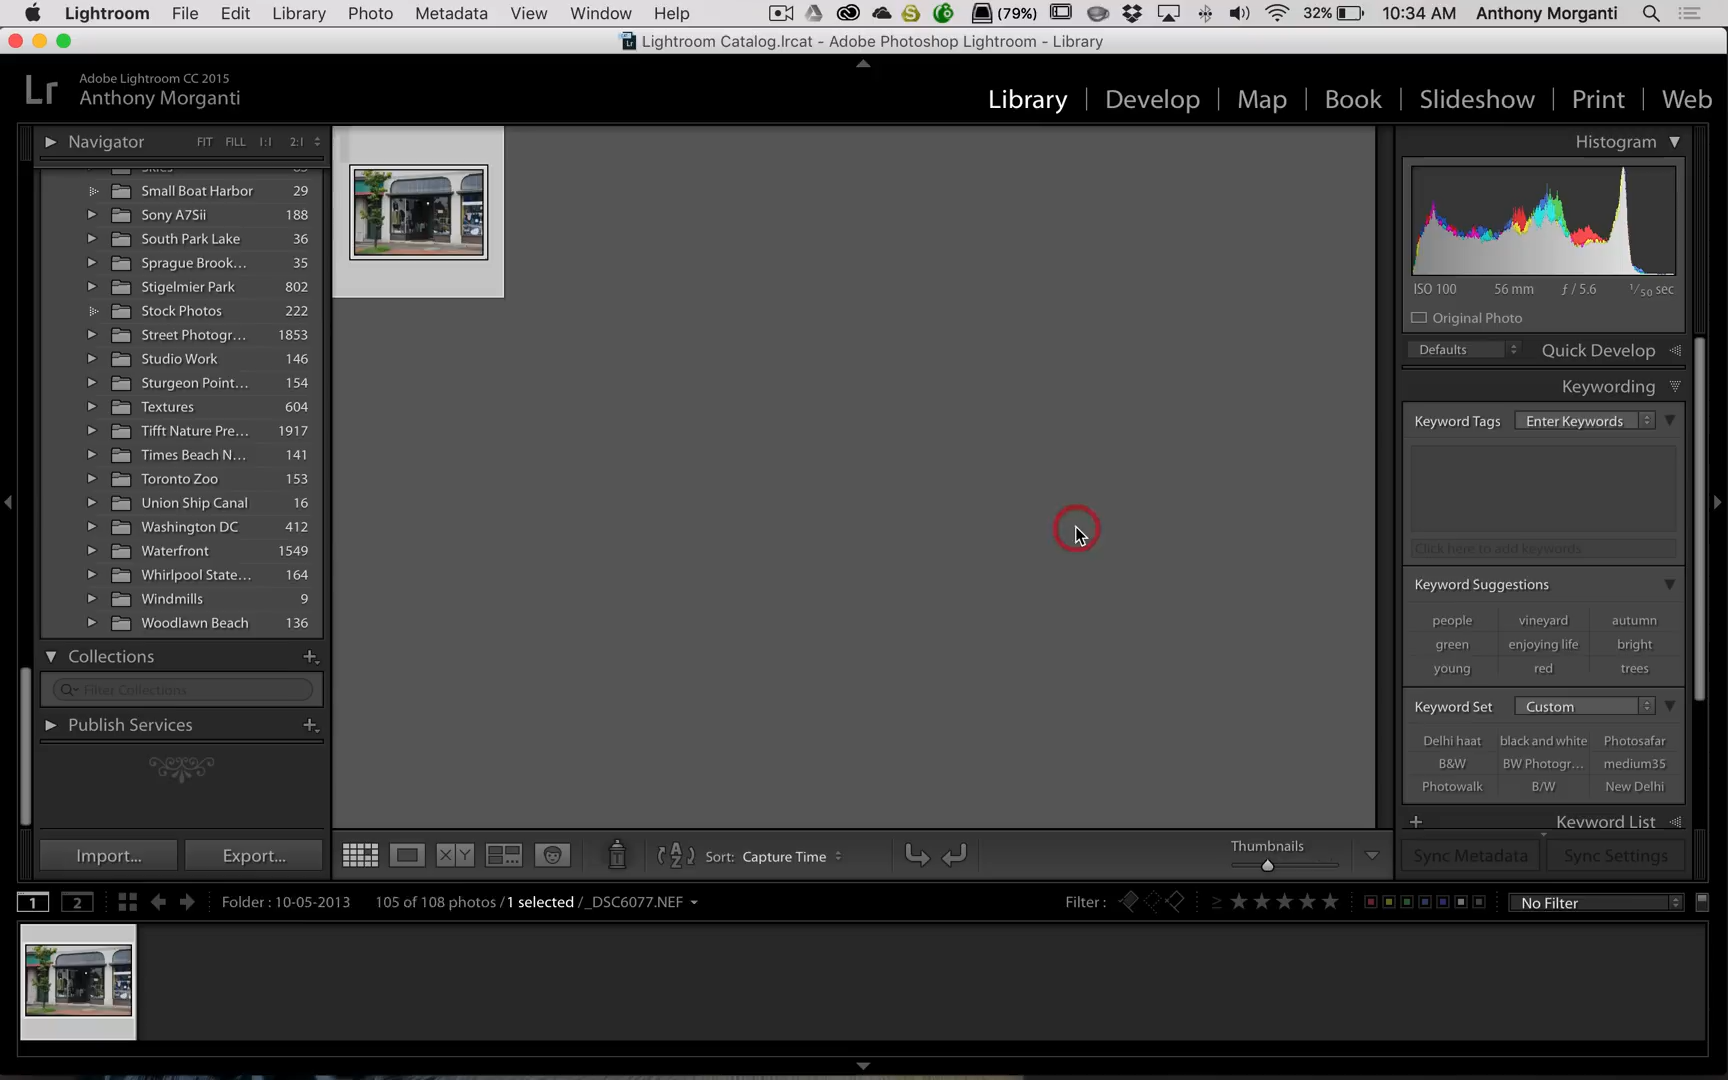 Lightroom File Edit Library Photo Metadata View Window Help (79%) 32% 10:34 AM Anthony Morganti
Lightroom Catalog.lrcat - Adobe Photoshop Lightroom - Library
Lr Adobe Lightroom CC 2015
Anthony Morganti
Library | Develop | Map | Book | Slideshow | Print | Web
Navigator FIT FILL 1:1 2:1
Skies 63
Small Boat Harbor 29
Sony A7Sii 188
South Park Lake 36
Sprague Brook... 35
Stigelmier Park 802
Stock Photos 222
Street Photogr... 1853
Studio Work 146
Sturgeon Point... 154
Textures 604
Tifft Nature Pre... 1917
Times Beach N... 141
Toronto Zoo 153
Union Ship Canal 16
Washington DC 412
Waterfront 1549
Whirlpool State... 164
Windmills 9
Woodlawn Beach 136
Collections
Filter Collections
Publish Services
Import... Export...
Histogram
ISO 100 56 mm ƒ / 5.6 1/50 sec
Original Photo
Defaults Quick Develop
Keywording
Keyword Tags Enter Keywords
Click here to add keywords
Keyword Suggestions
people vineyard autumn
green enjoying life bright
young red trees
Keyword Set Custom
Delhi haat black and white Photosafar
B&W BW Photogr... medium35
Photowalk B/W New Delhi
Keyword List
Sync Metadata Sync Settings
XY Sort: Capture Time Thumbnails
1 2 Folder : 10-05-2013 105 of 108 photos / 1 selected / _DSC6077.NEF Filter : ≥ No Filter